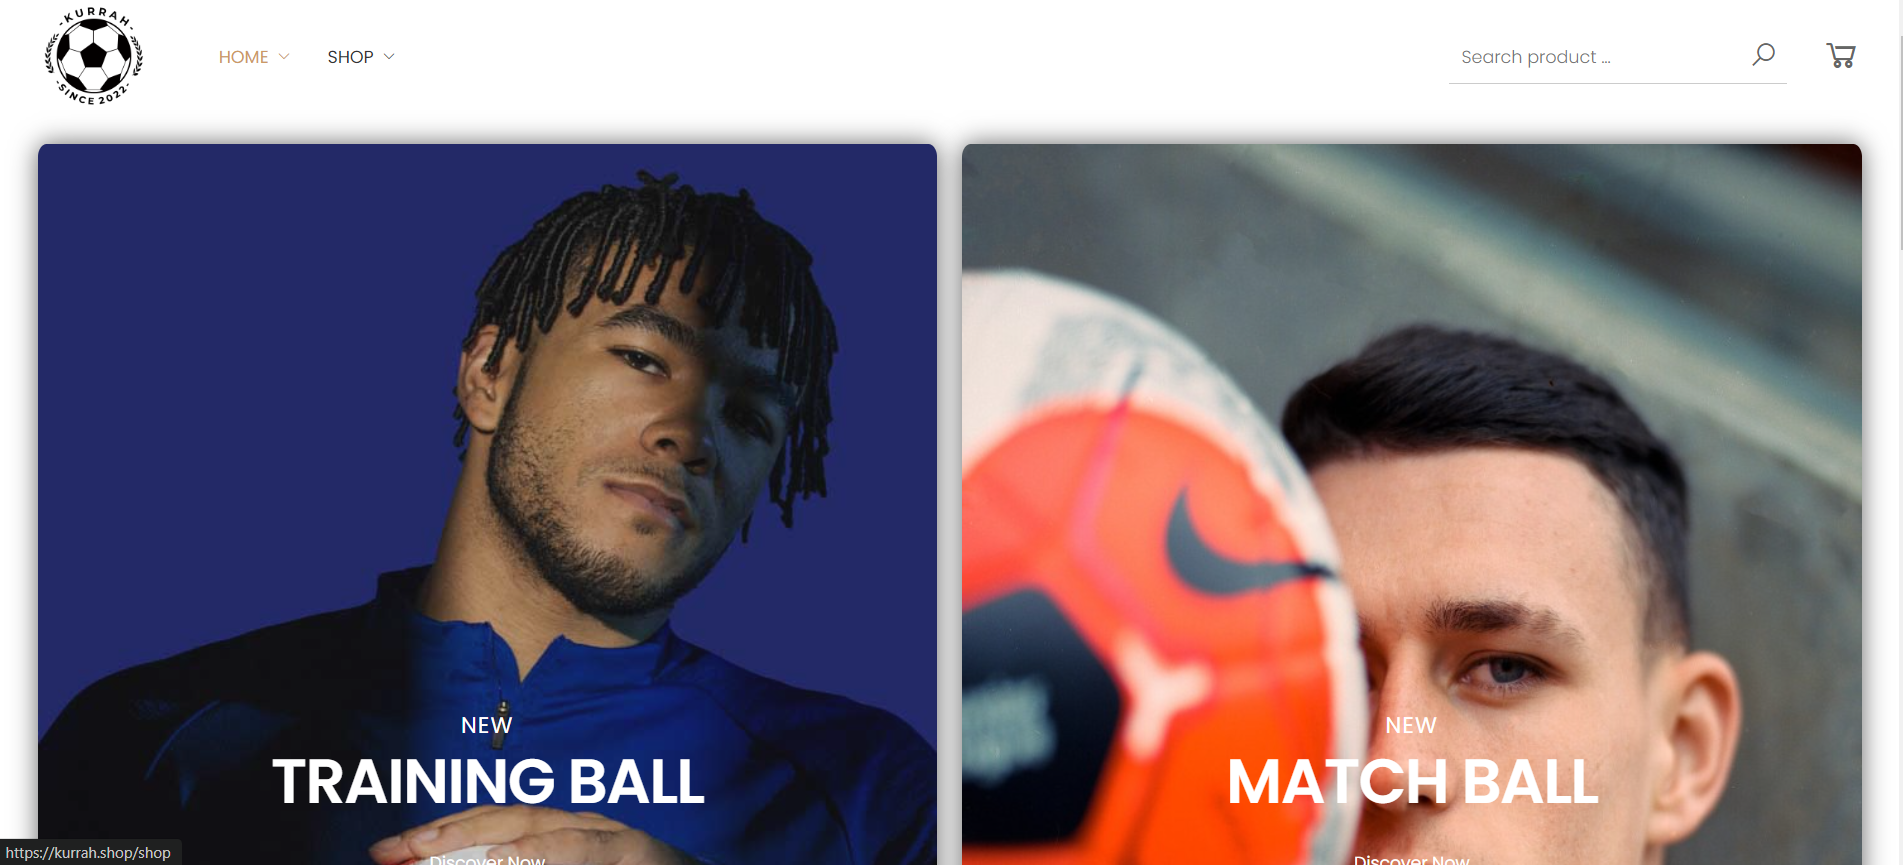 -KURRAH-
-SINCE 2022-
HOME
SHOP
Search product ...
NEW
TRAINING BALL
Discover Now
NEW
MATCH BALL
Discover Now
https://kurrah.shop/shop